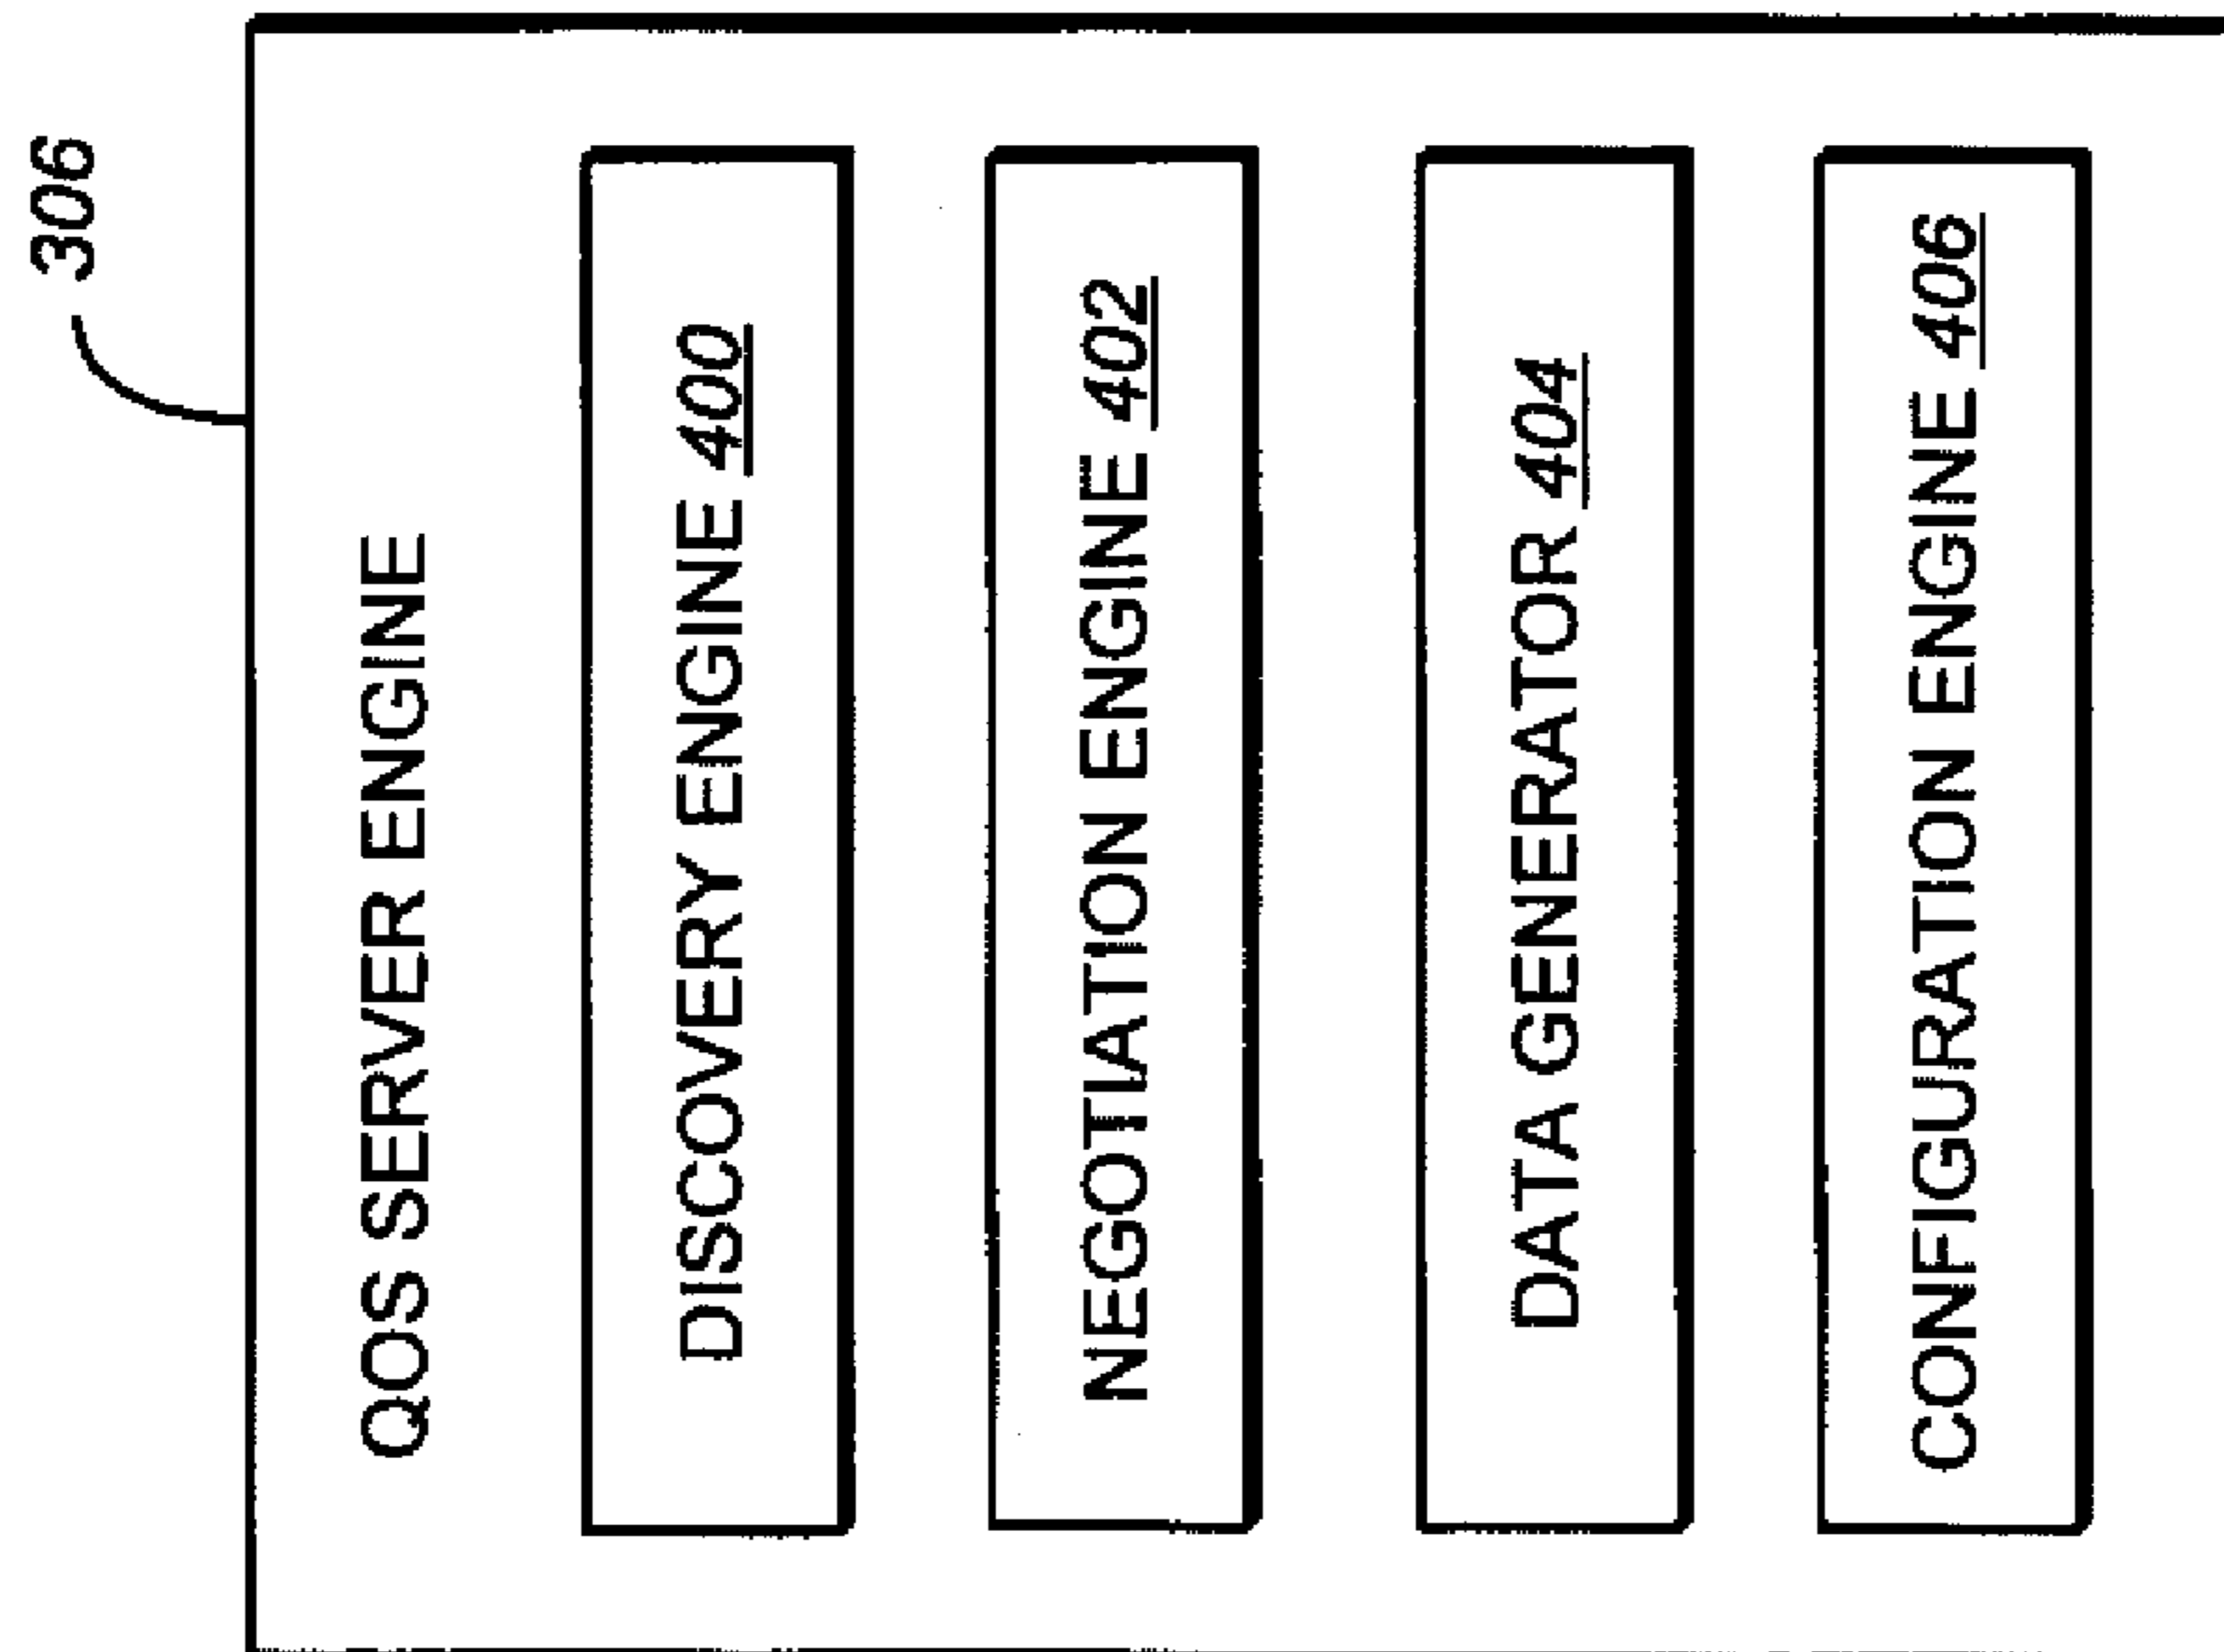 306
QOS SERVER ENGINE
DISCOVERY ENGINE 400
NEGOTIATION ENGINE 402
DATA GENERATOR 404
CONFIGURATION ENGINE 406